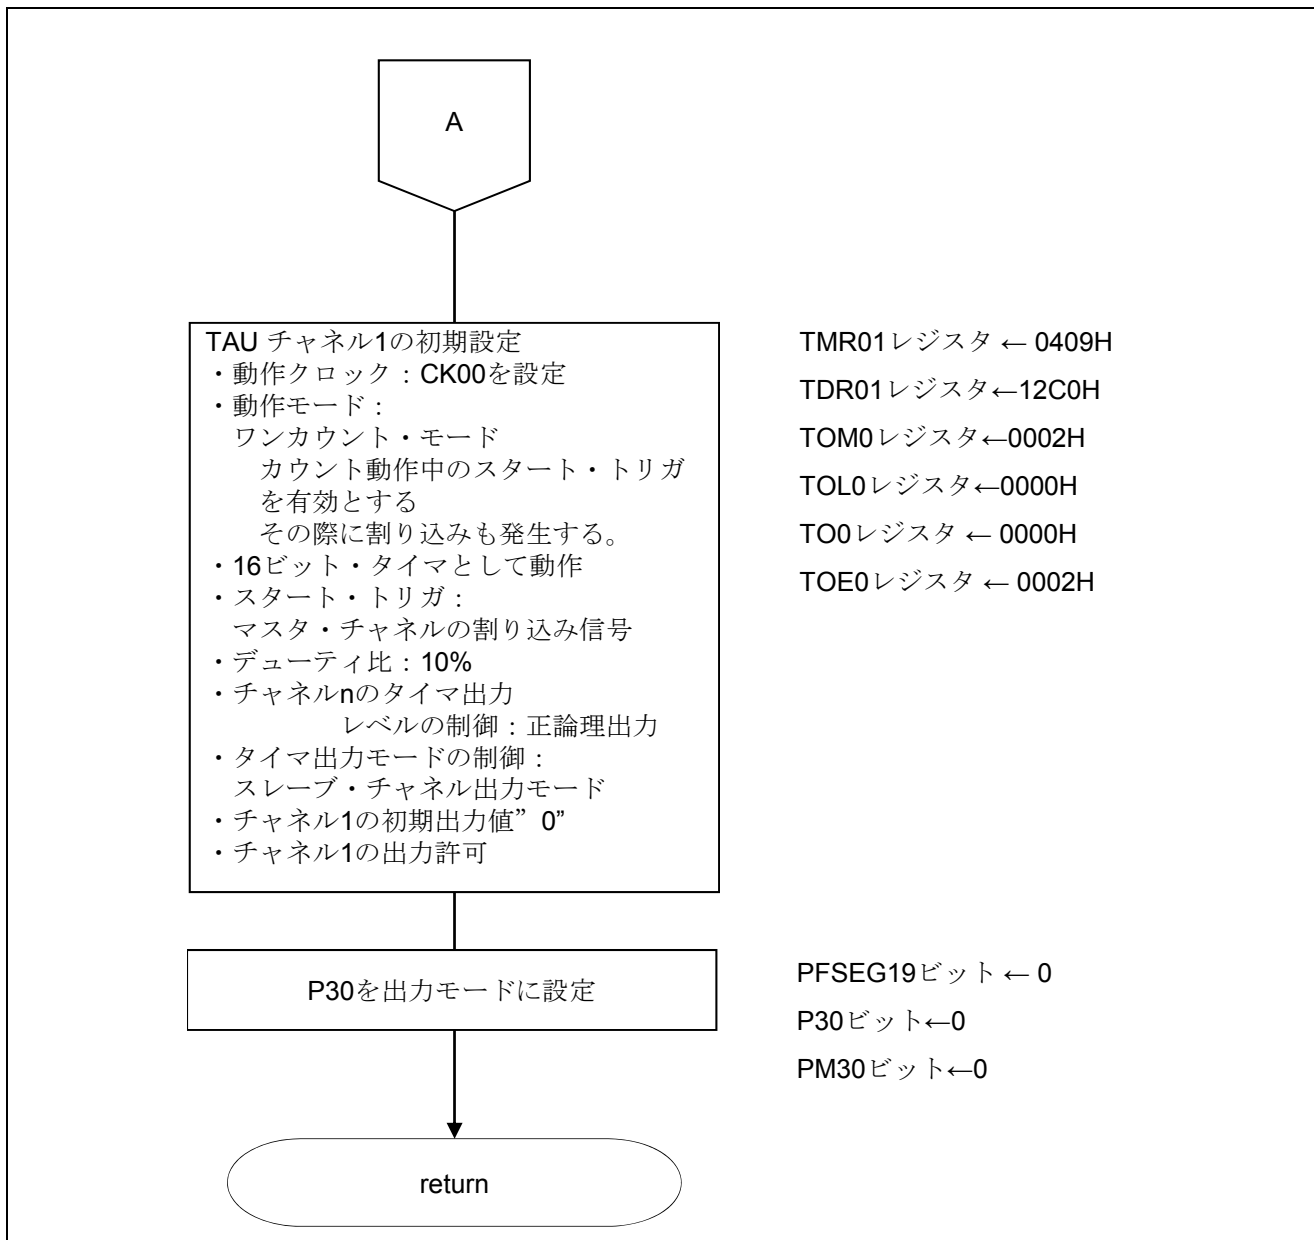 A
TAU チャネル1の初期設定
・動作クロック：CK00を設定
・動作モード：
ワンカウント・モード
カウント動作中のスタート・トリガ
を有効とする
その際に割り込みも発生する。
・16ビット・タイマとして動作
・スタート・トリガ：
マスタ・チャネルの割り込み信号
・デューティ比：10%
・チャネルnのタイマ出力
レベルの制御：正論理出力
・タイマ出力モードの制御：
スレーブ・チャネル出力モード
・チャネル1の初期出力値”0”
・チャネル1の出力許可
TMR01レジスタ ← 0409H
TDR01レジスタ←12C0H
TOM0レジスタ←0002H
TOL0レジスタ←0000H
TO0レジスタ ← 0000H
TOE0レジスタ ← 0002H
P30を出力モードに設定
PFSEG19ビット ← 0
P30ビット←0
PM30ビット←0
return